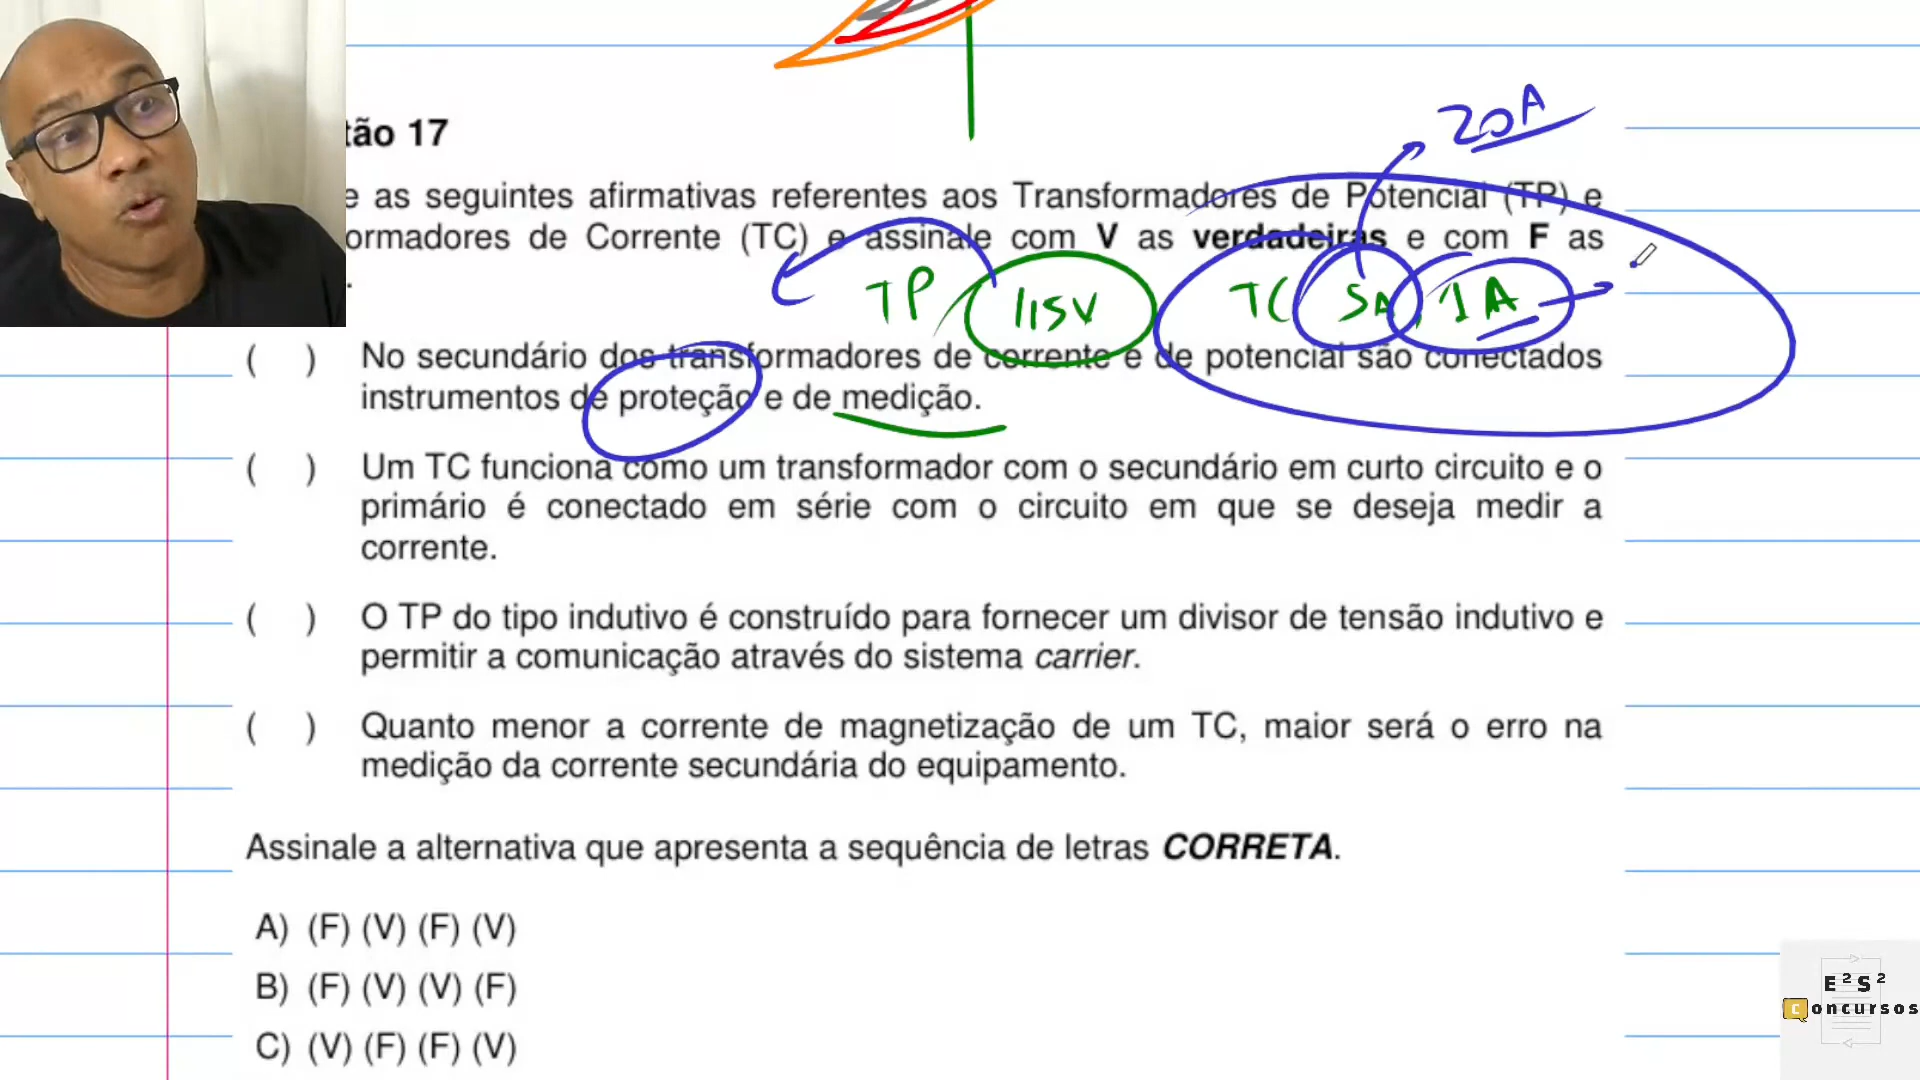 20A
tão 17
e as seguintes afirmativas referentes aos Transformadores de Potencial (TP) e
ormadores de Corrente (TC) e assinale com V as verdadeiras e com F as
.
TP 115V TC 5A, 1A
( ) No secundário dos transformadores de corrente e de potencial são conectados
instrumentos de proteção e de medição.
( ) Um TC funciona como um transformador com o secundário em curto circuito e o
primário é conectado em série com o circuito em que se deseja medir a
corrente.
( ) O TP do tipo indutivo é construído para fornecer um divisor de tensão indutivo e
permitir a comunicação através do sistema carrier.
( ) Quanto menor a corrente de magnetização de um TC, maior será o erro na
medição da corrente secundária do equipamento.
Assinale a alternativa que apresenta a sequência de letras CORRETA.
A) (F) (V) (F) (V)
B) (F) (V) (V) (F)
C) (V) (F) (F) (V)
E²S²
Concursos